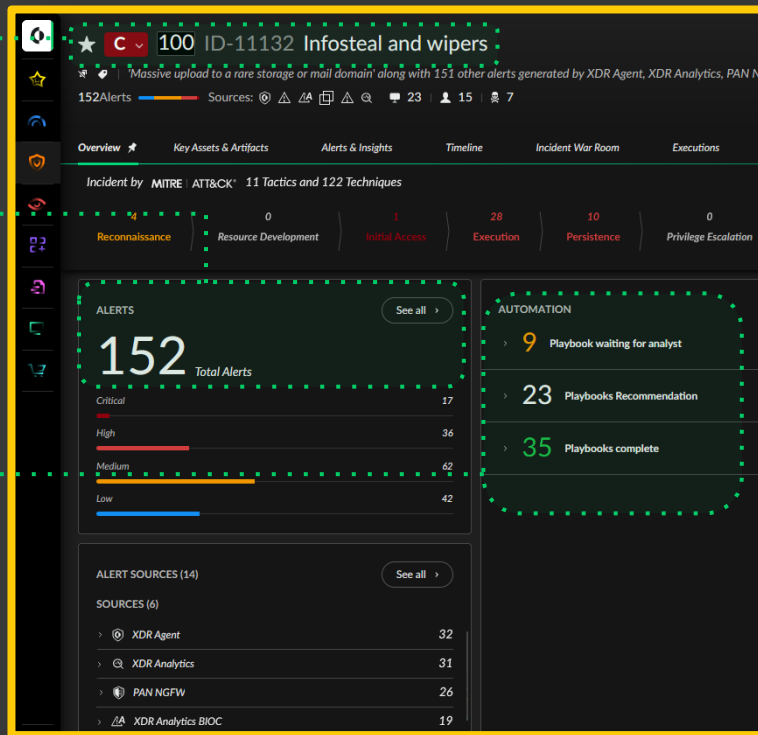 C 100 ID-11132 Infosteal and wipers
'Massive upload to a rare storage or mail domain' along with 151 other alerts generated by XDR Agent, XDR Analytics, PAN N
152Alerts Sources: 23 15 7
Overview Key Assets & Artifacts Alerts & Insights Timeline Incident War Room Executions
Incident by MITRE ATT&CK® 11 Tactics and 122 Techniques
4 0 1 28 10 0
Reconnaissance Resource Development Initial Access Execution Persistence Privilege Escalation
ALERTS See all
152 Total Alerts
Critical 17
High 36
Medium 62
Low 42
AUTOMATION
9 Playbook waiting for analyst
23 Playbooks Recommendation
35 Playbooks complete
ALERT SOURCES (14) See all
SOURCES (6)
XDR Agent 32
XDR Analytics 31
PAN NGFW 26
XDR Analytics BIOC 19